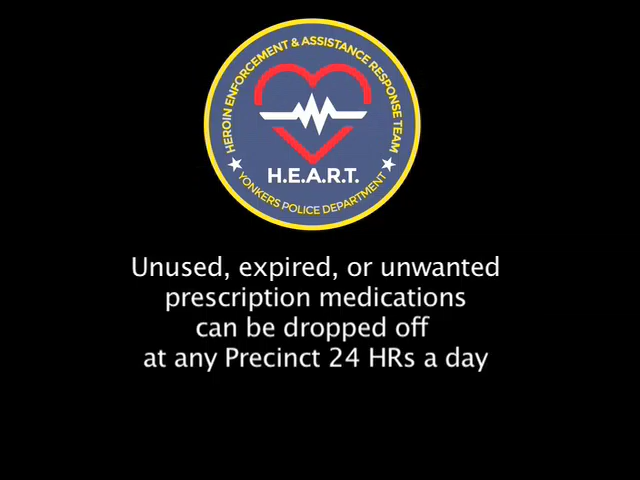 HEROIN ENFORCEMENT & ASSISTANCE RESPONSE TEAM
H.E.A.R.T.
YONKERS POLICE DEPARTMENT
Unused, expired, or unwanted
prescription medications
can be dropped off
at any Precinct 24 HRs a day